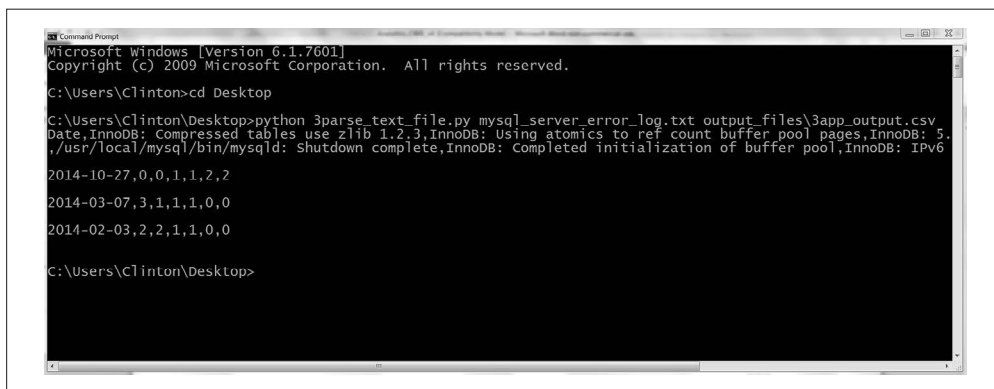 Command Prompt
Microsoft Windows [Version 6.1.7601]
Copyright (c) 2009 Microsoft Corporation.  All rights reserved.
C:\Users\Clinton>cd Desktop
C:\Users\Clinton\Desktop>python 3parse_text_file.py mysql_server_error_log.txt output_files\3app_output.csv
Date,InnoDB: Compressed tables use zlib 1.2.3,InnoDB: Using atomics to ref count buffer pool pages,InnoDB: 5.
,/usr/local/mysql/bin/mysqld: Shutdown complete,InnoDB: Completed initialization of buffer pool,InnoDB: IPv6
2014-10-27,0,0,1,1,2,2
2014-03-07,3,1,1,1,0,0
2014-02-03,2,2,1,1,0,0
C:\Users\Clinton\Desktop>